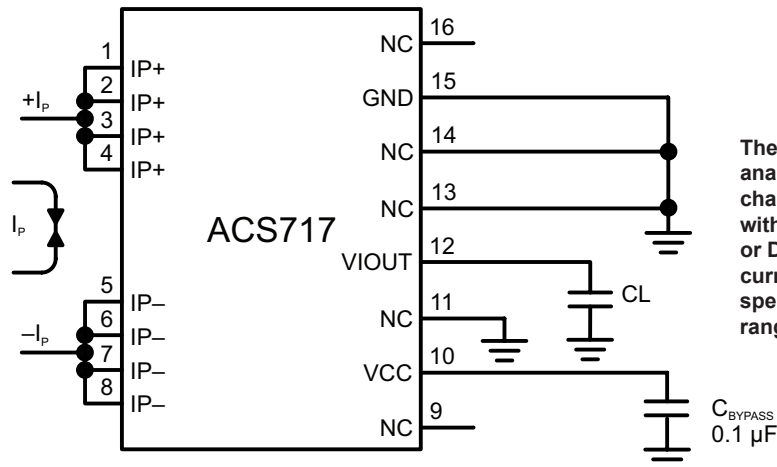 1 IP+
2 IP+
3 IP+
4 IP+
+IP
IP
5 IP–
6 IP–
7 IP–
8 IP–
–IP
ACS717
NC 16
GND 15
NC 14
NC 13
VIOUT 12
NC 11
VCC 10
NC 9
CL
CBYPASS
0.1 µF
The
ana
cha
with
or D
curr
spe
rang